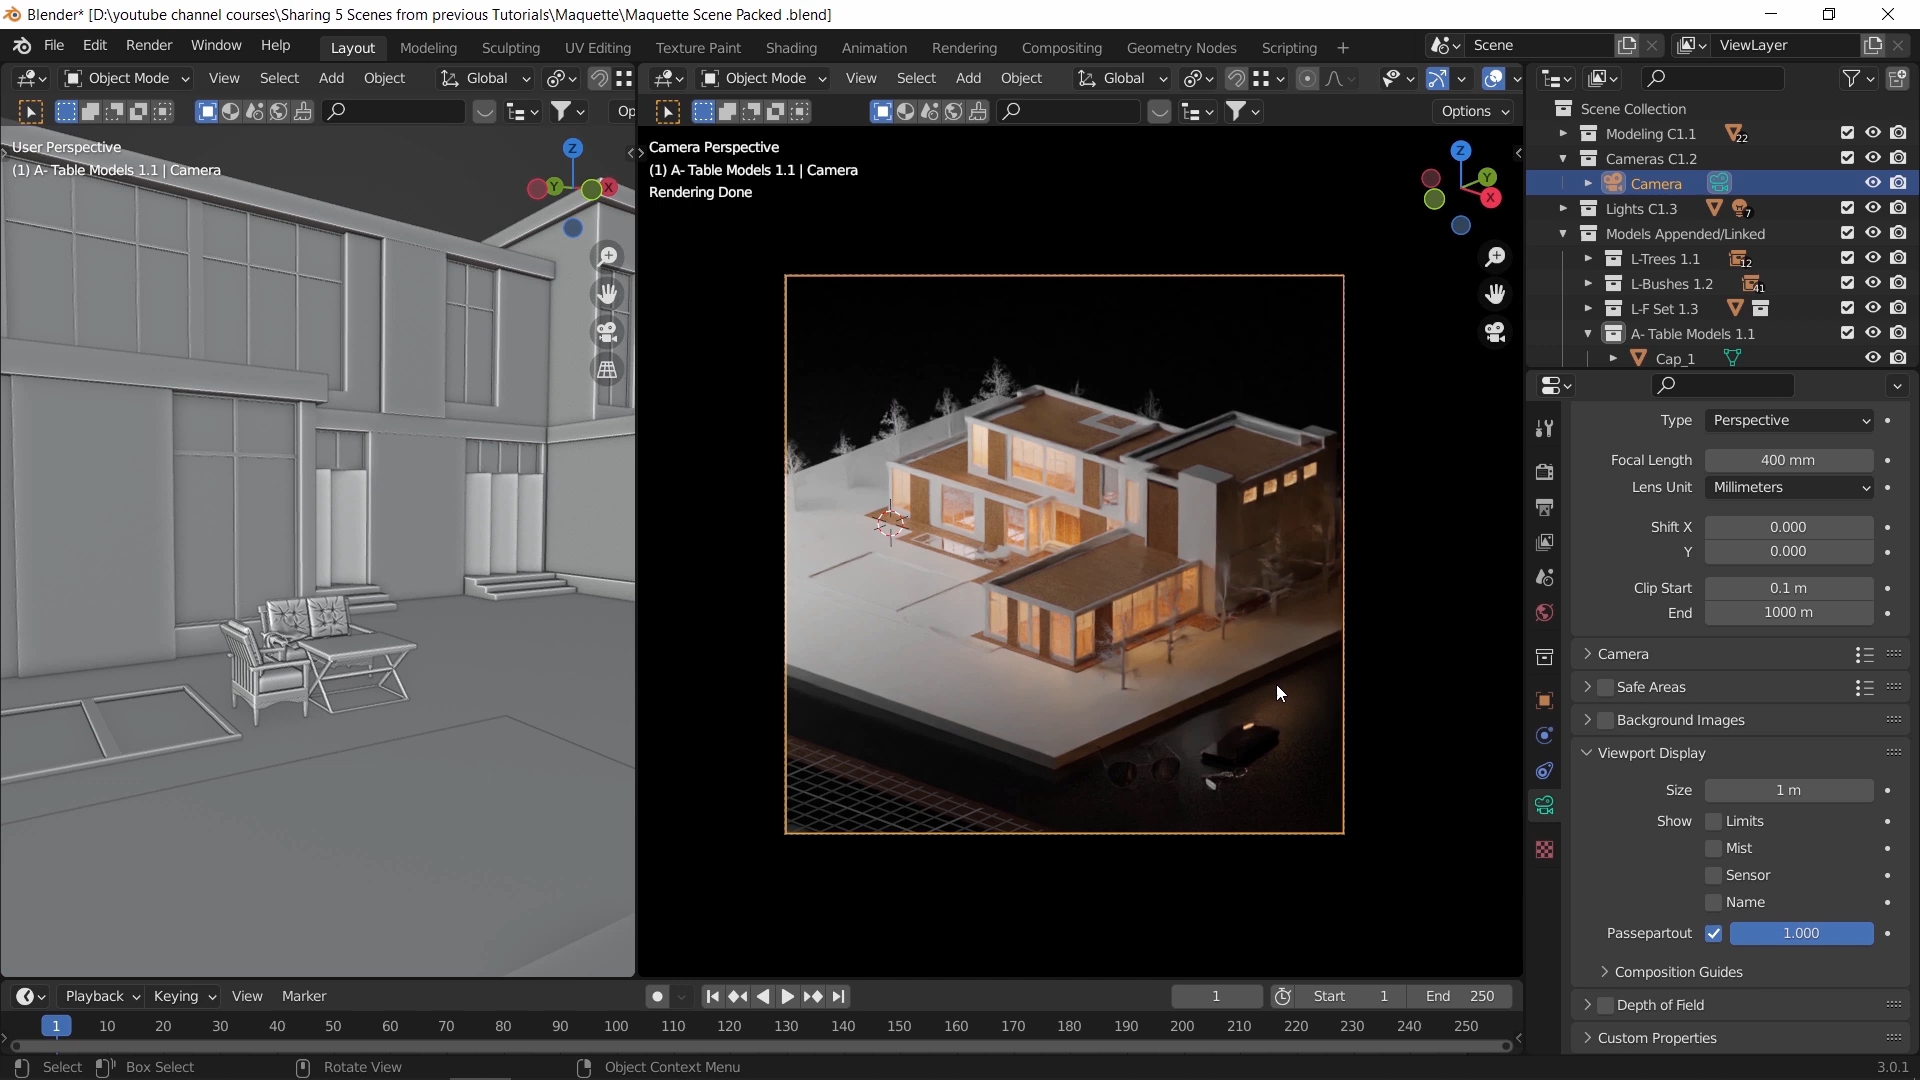 Blender* [D:\youtube channel courses\Sharing 5 Scenes from previous Tutorials\Maquette\Maquette Scene Packed .blend]
File Edit Render Window Help Layout Modeling Sculpting UV Editing Texture Paint Shading Animation Rendering Compositing Geometry Nodes Scripting + Scene ViewLayer
Object Mode View Select Add Object Global Object Mode View Select Add Object Global
Op Options
User Perspective
(1) A- Table Models 1.1 | Camera
Z
Y X
Camera Perspective
(1) A- Table Models 1.1 | Camera
Rendering Done
Z
Y
X
Scene Collection
Modeling C1.1 22
Cameras C1.2
Camera
Lights C1.3 7
Models Appended/Linked
L-Trees 1.1 12
L-Bushes 1.2 41
L-F Set 1.3
A- Table Models 1.1
Cap_1
Type Perspective
Focal Length 400 mm
Lens Unit Millimeters
Shift X 0.000
Y 0.000
Clip Start 0.1 m
End 1000 m
Camera
Safe Areas
Background Images
Viewport Display
Size 1 m
Show Limits
Mist
Sensor
Name
Passepartout 1.000
Composition Guides
Depth of Field
Custom Properties
Playback Keying View Marker 1 Start 1 End 250
1 10 20 30 40 50 60 70 80 90 100 110 120 130 140 150 160 170 180 190 200 210 220 230 240 250
Select Box Select Rotate View Object Context Menu 3.0.1